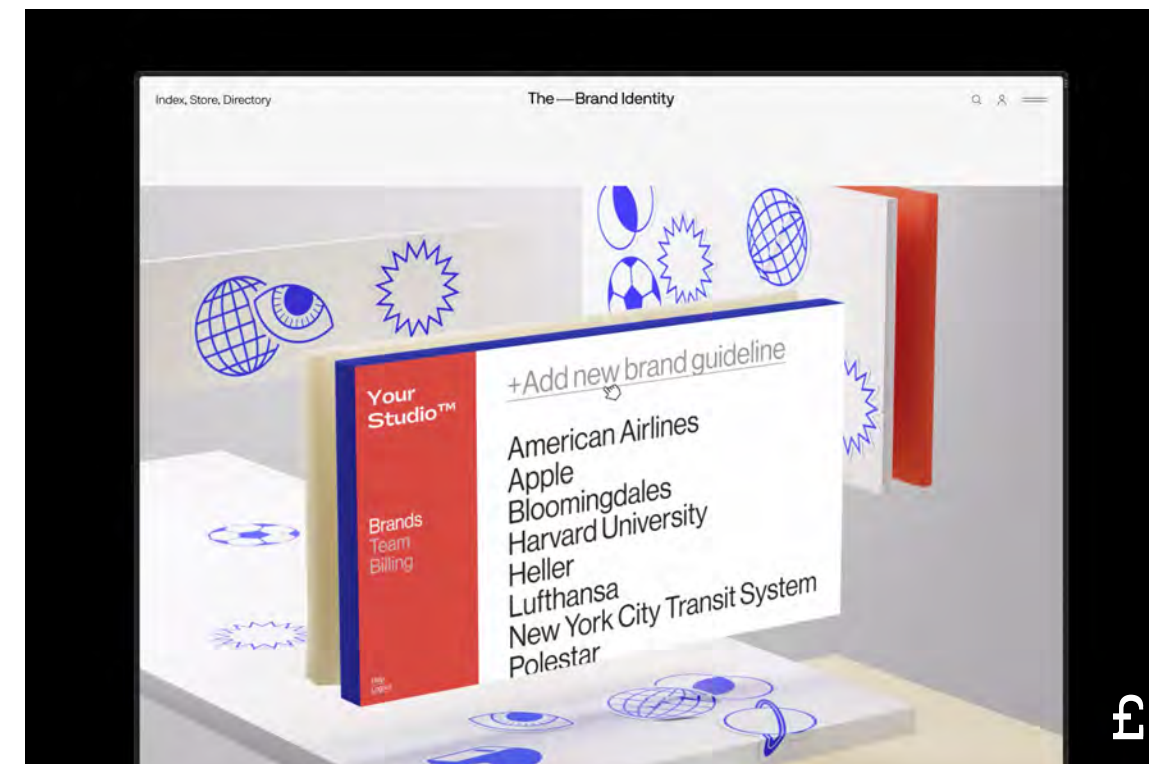 Index, Store, Directory
The — Brand Identity
+Add new brand guideline
Your
Studio™
American Airlines
Apple
Bloomingdales
Harvard University
Heller
Lufthansa
New York City Transit System
Polestar
Brands
Team
Billing
Logout
£